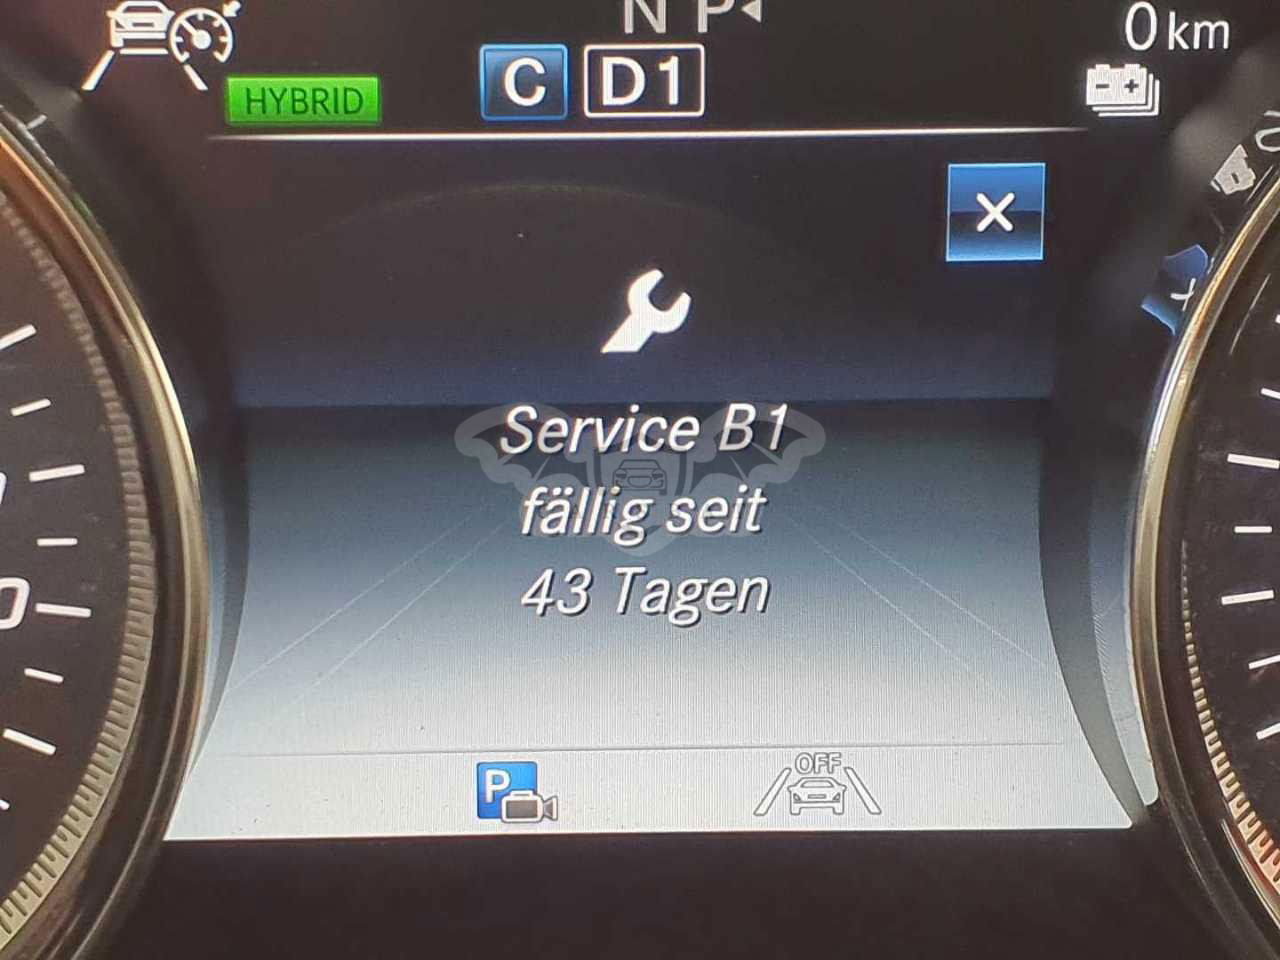 N P
0 km
HYBRID
C D1
Service B1
fällig seit
43 Tagen
P
OFF